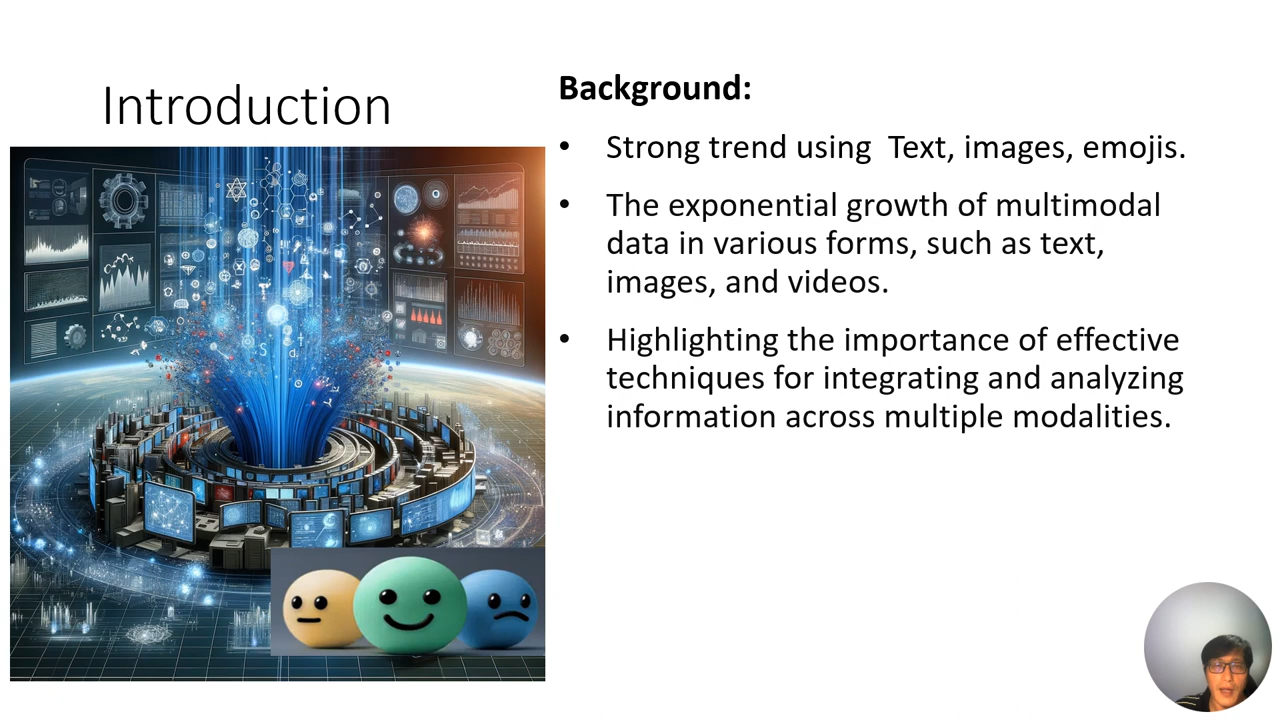 Introduction
Background:
• Strong trend using  Text, images, emojis.
• The exponential growth of multimodal
data in various forms, such as text,
images, and videos.
• Highlighting the importance of effective
techniques for integrating and analyzing
information across multiple modalities.